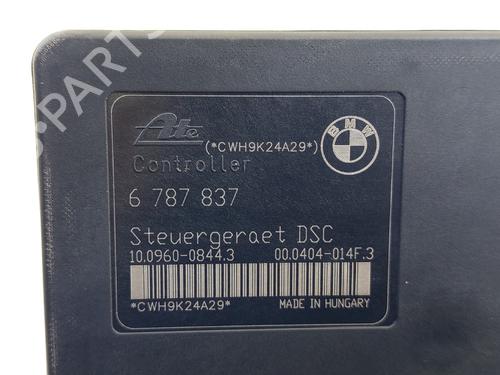 Ate
(*CWH9K24A29*)
BMW
Controller
6 787 837
Steuergeraet DSC
10.0960-0844.3 00.0404-014F.3
*CWH9K24A29*
MADE IN HUNGARY